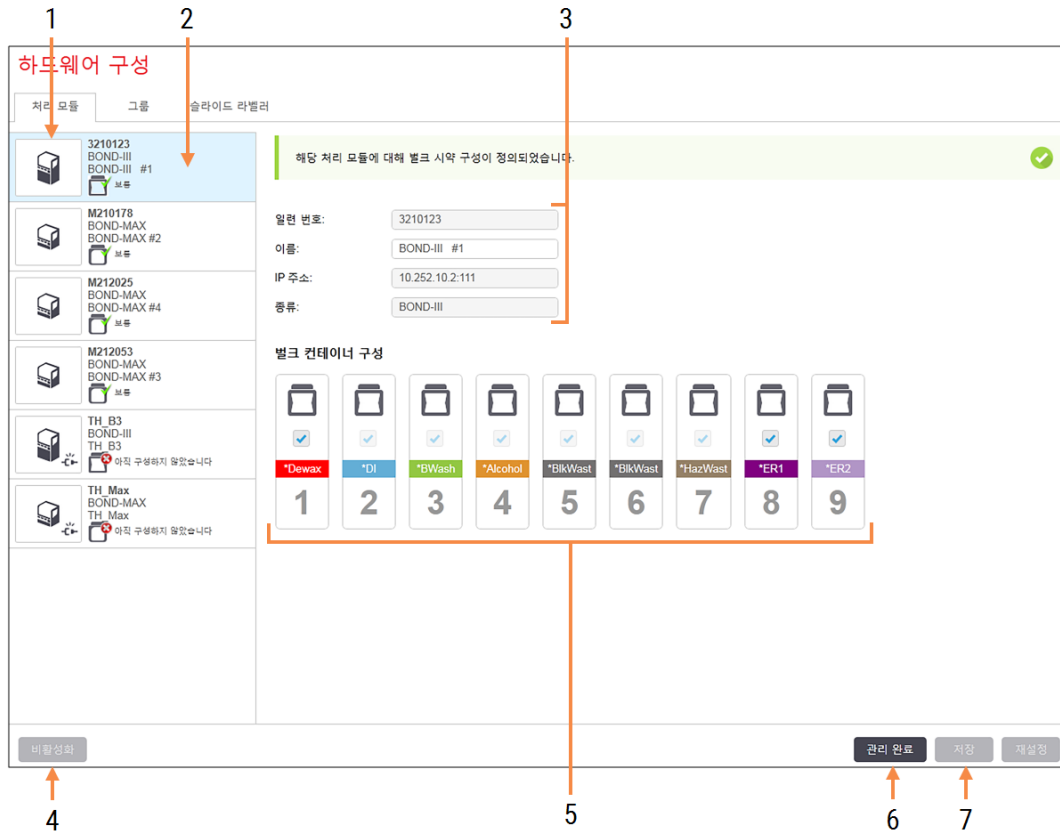 1
2
3
하드웨어 구성
처리 모듈
그룹
슬라이드 라벨러
3210123
BOND-III
BOND-III #1
보통
M210178
BOND-MAX
BOND-MAX #2
보통
M212025
BOND-MAX
BOND-MAX #4
보통
M212053
BOND-MAX
BOND-MAX #3
보통
TH_B3
BOND-III
TH_B3
아직 구성하지 않았습니다
TH_Max
BOND-MAX
TH_Max
아직 구성하지 않았습니다
해당 처리 모듈에 대해 벌크 시약 구성이 정의되었습니다.
일련 번호: 3210123
이름: BOND-III #1
IP 주소: 10.252.10.2:111
종류: BOND-III
벌크 컨테이너 구성
*Dewax *DI *BWash *Alcohol *BlkWast *BlkWast *HazWast *ER1 *ER2
1 2 3 4 5 6 7 8 9
비활성화
관리 완료
저장
재설정
4
5
6
7